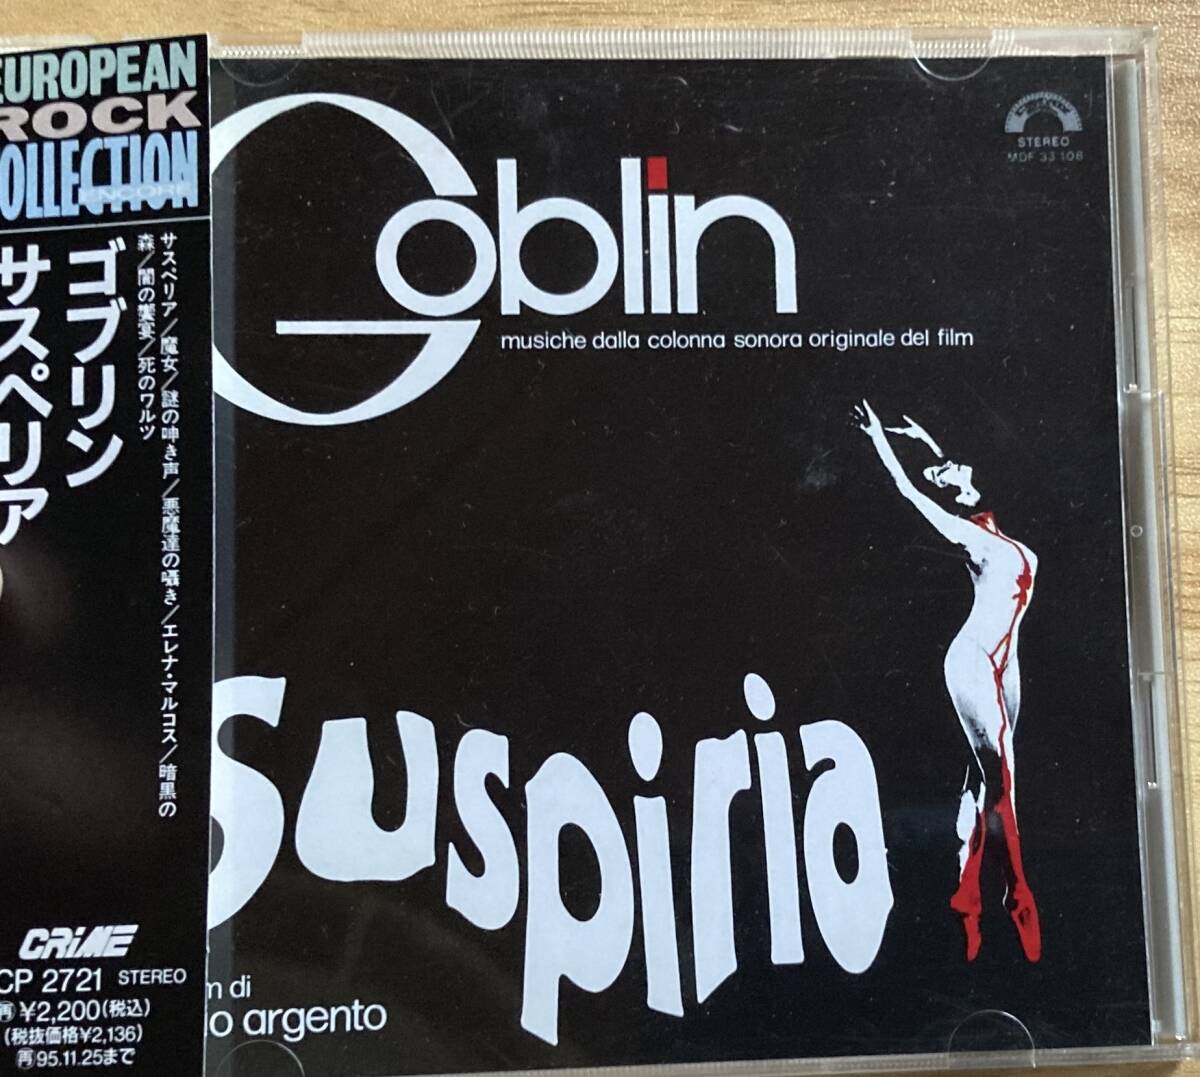 EUROPEAN
ROCK
COLLECTION
ENCORE
ゴブリン
サスペリア
サスペリア/魔女/謎の呻き声/悪魔達の囁き/エレナ・マルコス/暗黒の
森/闇の饗宴/死のワルツ
CRIME
CP 2721 STEREO
再 ¥2,200(税込)
(税抜価格¥2,136)
再 95.11.25まで
Goblin
musiche dalla colonna sonora originale del film
STEREO
MDF 33 108
suspiria
m di
o argento